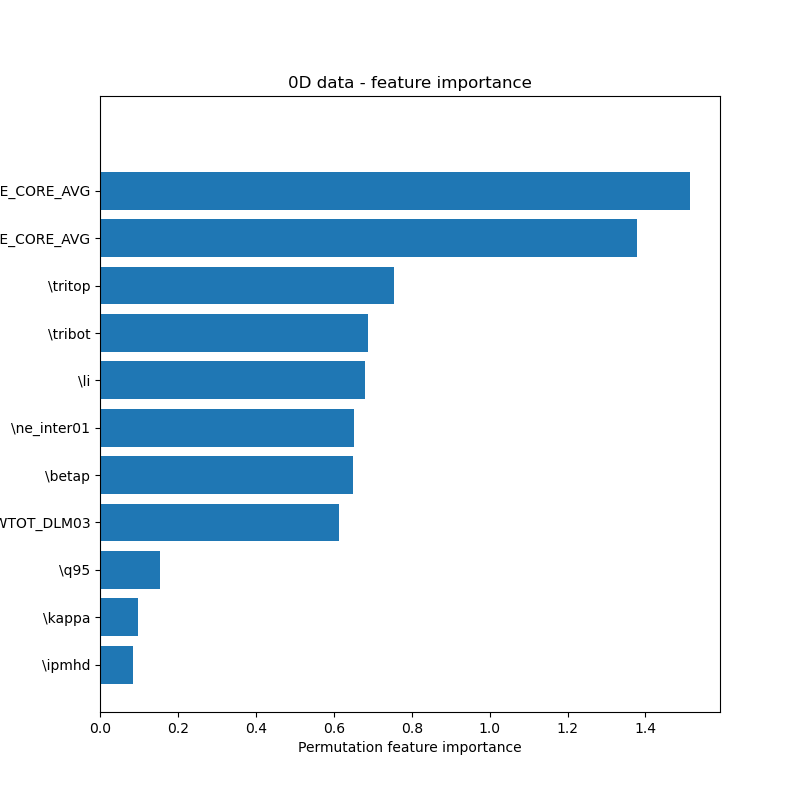 0D data - feature importance
E_CORE_AVG
E_CORE_AVG
\tritop
\tribot
\li
\ne_inter01
\betap
WTOT_DLM03
\q95
\kappa
\ipmhd
0.0 0.2 0.4 0.6 0.8 1.0 1.2 1.4
Permutation feature importance